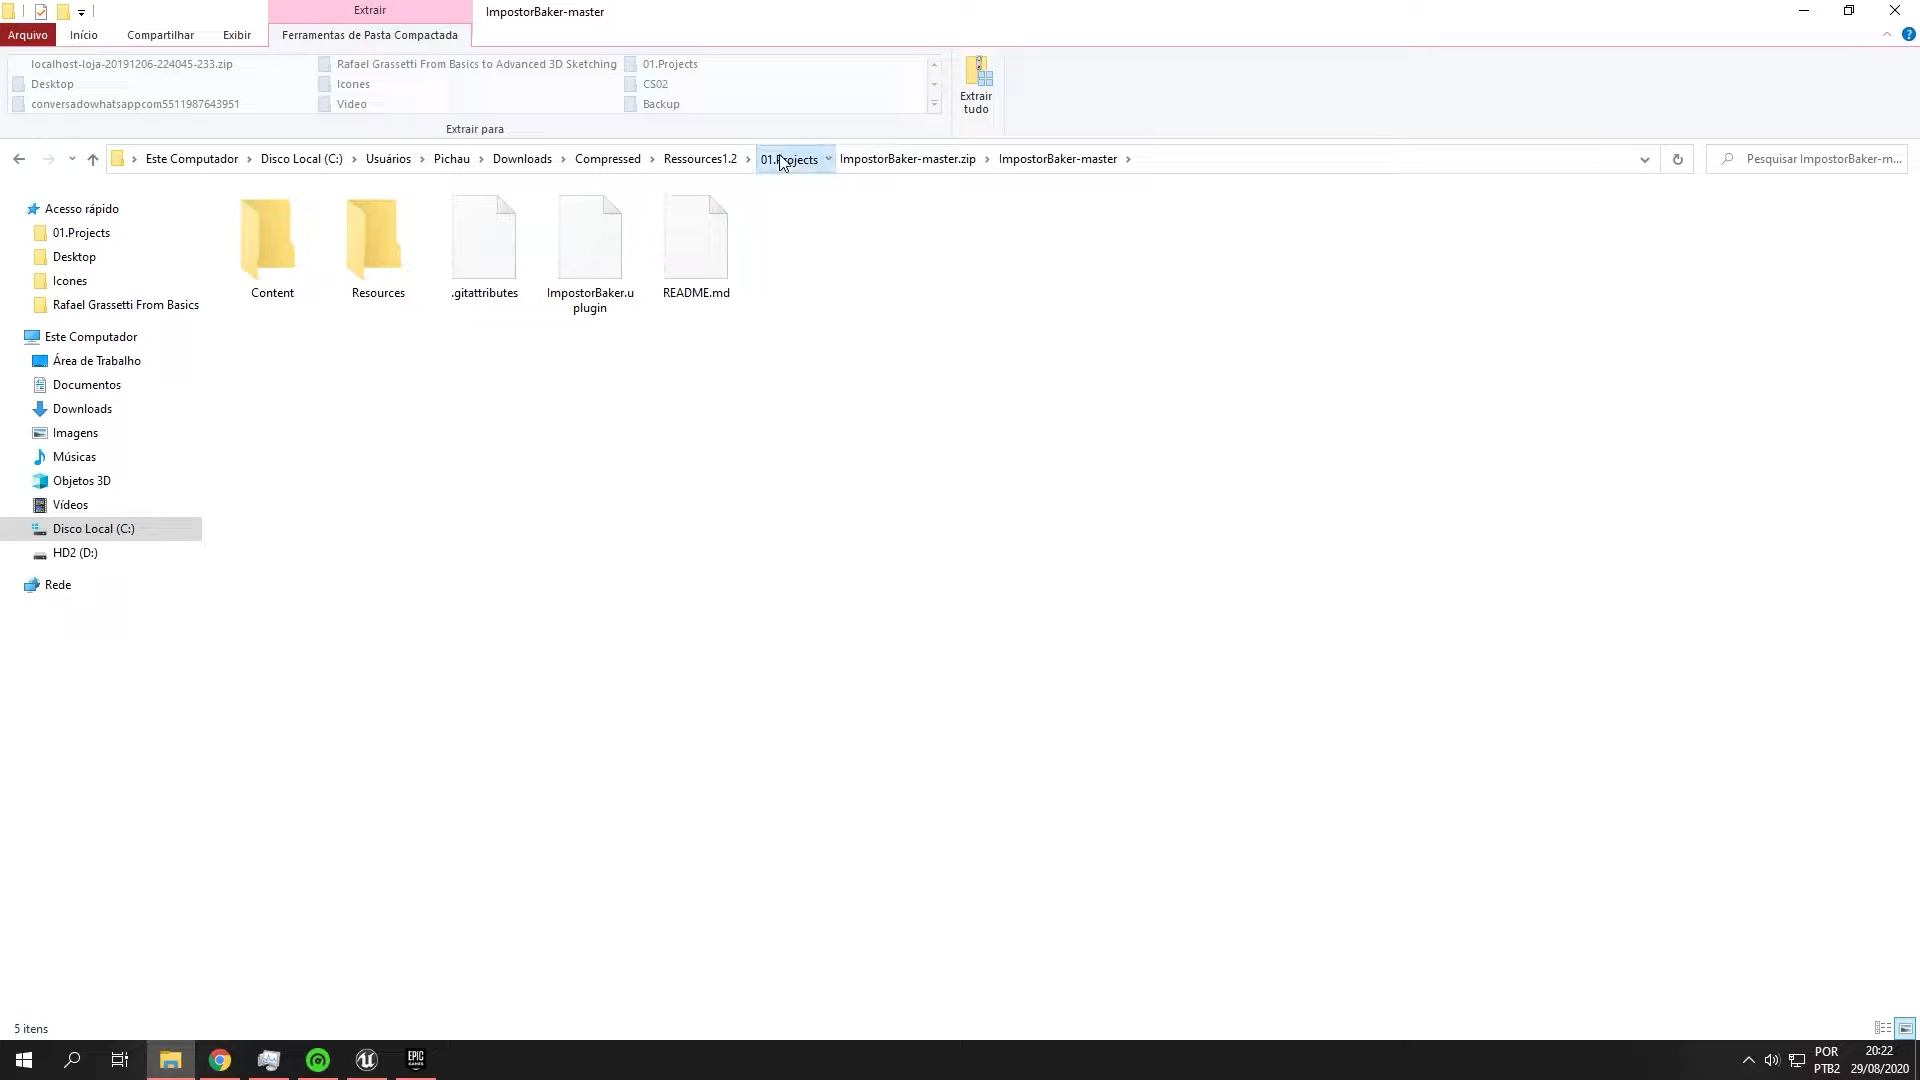 Extrair
ImpostorBaker-master
Arquivo
Início
Compartilhar
Exibir
Ferramentas de Pasta Compactada
localhost-loja-20191206-224045-233.zip
Rafael Grassetti From Basics to Advanced 3D Sketching
01.Projects
Desktop
Icones
CS02
conversadowhatsappcom5511987643951
Video
Backup
Extrair para
Extrair
tudo
Este Computador
Disco Local (C:)
Usuários
Pichau
Downloads
Compressed
Ressources1.2
01.Projects
ImpostorBaker-master.zip
ImpostorBaker-master
Pesquisar ImpostorBaker-m...
Acesso rápido
01.Projects
Desktop
Icones
Rafael Grassetti From Basics
Este Computador
Área de Trabalho
Documentos
Downloads
Imagens
Músicas
Objetos 3D
Vídeos
Disco Local (C:)
HD2 (D:)
Rede
Content
Resources
.gitattributes
ImpostorBaker.u
plugin
README.md
5 itens
EPIC
GAMES
POR
PTB2
20:22
29/08/2020